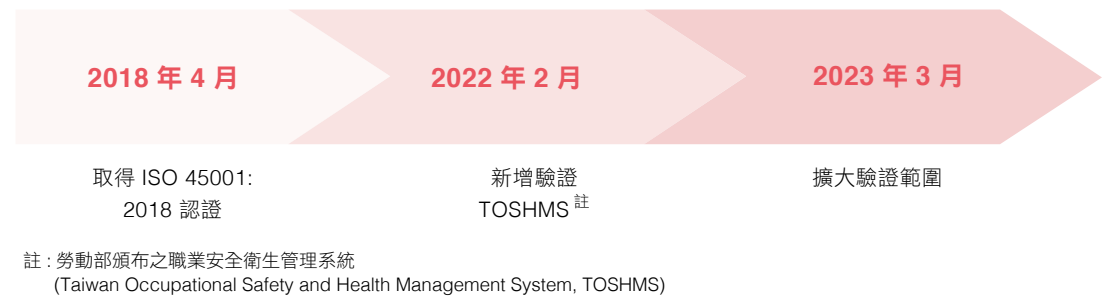 2018 年 4 月
2022 年 2 月
2023 年 3 月
取得 ISO 45001:
2018 認證
新增驗證
TOSHMS 註
擴大驗證範圍
註 : 勞動部頒布之職業安全衛生管理系統
(Taiwan Occupational Safety and Health Management System, TOSHMS)